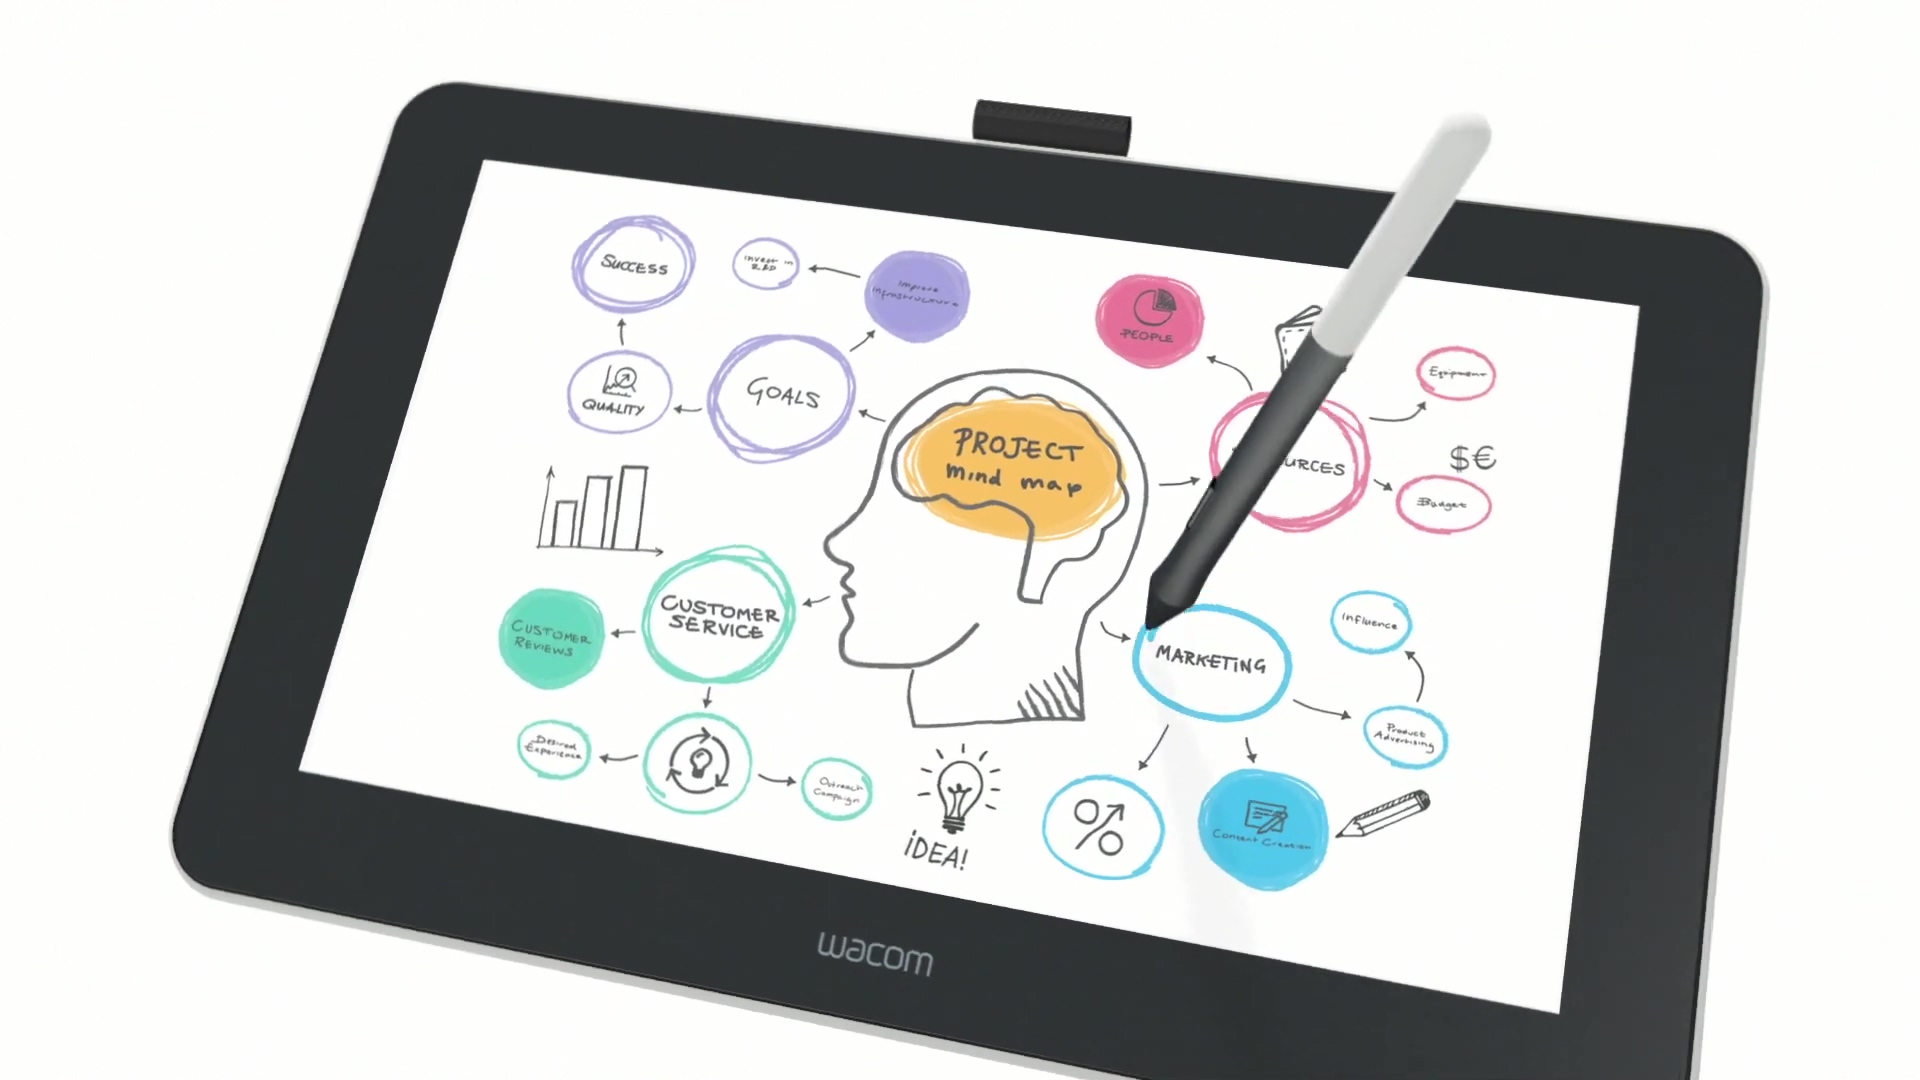 SUCCESS
Invest in
R&D
Improve
Infrastructure
GOALS
QUALITY
PEOPLE
Equipment
URCES
$€
Budget
PROJECT
mind map
CUSTOMER
SERVICE
CUSTOMER
REVIEWS
Desired
Experience
Outreach
Campaign
iDEA!
MARKETiNG
Influence
Product
Advertising
%
Content Creation
wacom